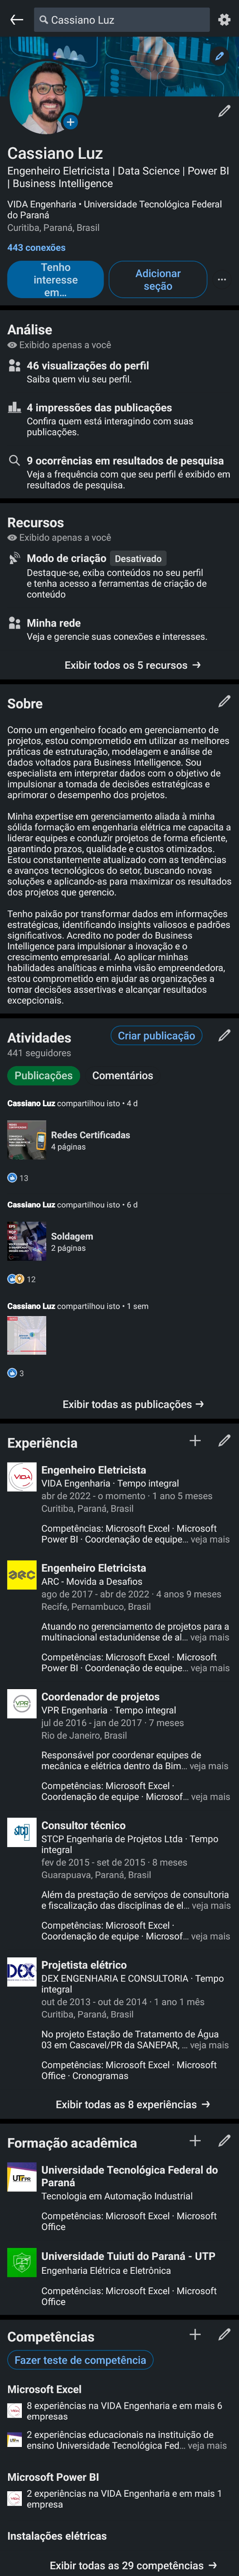 Cassiano Luz
Cassiano Luz
Engenheiro Eletricista | Data Science | Power BI
| Business Intelligence
VIDA Engenharia • Universidade Tecnológica Federal
do Paraná
Curitiba, Paraná, Brasil
443 conexões
Tenho
interesse
em...
Adicionar
seção
Análise
Exibido apenas a você
46 visualizações do perfil
Saiba quem viu seu perfil.
4 impressões das publicações
Confira quem está interagindo com suas
publicações.
9 ocorrências em resultados de pesquisa
Veja a frequência com que seu perfil é exibido em
resultados de pesquisa.
Recursos
Exibido apenas a você
Modo de criação Desativado
Destaque-se, exiba conteúdos no seu perfil
e tenha acesso a ferramentas de criação de
conteúdo
Minha rede
Veja e gerencie suas conexões e interesses.
Exibir todos os 5 recursos →
Sobre
Como um engenheiro focado em gerenciamento de
projetos, estou comprometido em utilizar as melhores
práticas de estruturação, modelagem e análise de
dados voltados para Business Intelligence. Sou
especialista em interpretar dados com o objetivo de
impulsionar a tomada de decisões estratégicas e
aprimorar o desempenho dos projetos.
Minha expertise em gerenciamento aliada à minha
sólida formação em engenharia elétrica me capacita a
liderar equipes e conduzir projetos de forma eficiente,
garantindo prazos, qualidade e custos otimizados.
Estou constantemente atualizado com as tendências
e avanços tecnológicos do setor, buscando novas
soluções e aplicando-as para maximizar os resultados
dos projetos que gerencio.
Tenho paixão por transformar dados em informações
estratégicas, identificando insights valiosos e padrões
significativos. Acredito no poder do Business
Intelligence para impulsionar a inovação e o
crescimento empresarial. Ao aplicar minhas
habilidades analíticas e minha visão empreendedora,
estou comprometido em ajudar as organizações a
tomar decisões assertivas e alcançar resultados
excepcionais.
Atividades
Criar publicação
441 seguidores
Publicações
Comentários
Cassiano Luz compartilhou isto • 4 d
Redes Certificadas
4 páginas
13
Cassiano Luz compartilhou isto • 6 d
Soldagem
2 páginas
12
Cassiano Luz compartilhou isto • 1 sem
3
Exibir todas as publicações →
Experiência
Engenheiro Eletricista
VIDA Engenharia · Tempo integral
abr de 2022 - o momento · 1 ano 5 meses
Curitiba, Paraná, Brasil
Competências: Microsoft Excel · Microsoft
Power BI · Coordenação de equipe... veja mais
Engenheiro Eletricista
ARC - Movida a Desafios
ago de 2017 - abr de 2022 · 4 anos 9 meses
Recife, Pernambuco, Brasil
Atuando no gerenciamento de projetos para a
multinacional estadunidense de al... veja mais
Competências: Microsoft Excel · Microsoft
Power BI · Coordenação de equipe... veja mais
Coordenador de projetos
VPR Engenharia · Tempo integral
jul de 2016 - jan de 2017 · 7 meses
Rio de Janeiro, Brasil
Responsável por coordenar equipes de
mecânica e elétrica dentro da Bim... veja mais
Competências: Microsoft Excel ·
Coordenação de equipe · Microsof... veja mais
Consultor técnico
STCP Engenharia de Projetos Ltda · Tempo
integral
fev de 2015 - set de 2015 · 8 meses
Guarapuava, Paraná, Brasil
Além da prestação de serviços de consultoria
e fiscalização das disciplinas de el... veja mais
Competências: Microsoft Excel ·
Coordenação de equipe · Microsof... veja mais
Projetista elétrico
DEX ENGENHARIA E CONSULTORIA · Tempo
integral
out de 2013 - out de 2014 · 1 ano 1 mês
Curitiba, Paraná, Brasil
No projeto Estação de Tratamento de Água
03 em Cascavel/PR da SANEPAR, ... veja mais
Competências: Microsoft Excel · Microsoft
Office · Cronogramas
Exibir todas as 8 experiências →
Formação acadêmica
Universidade Tecnológica Federal do
Paraná
Tecnologia em Automação Industrial
Competências: Microsoft Excel · Microsoft
Office
Universidade Tuiuti do Paraná - UTP
Engenharia Elétrica e Eletrônica
Competências: Microsoft Excel · Microsoft
Office
Competências
Fazer teste de competência
Microsoft Excel
8 experiências na VIDA Engenharia e em mais 6
empresas
2 experiências educacionais na instituição de
ensino Universidade Tecnológica Fed... veja mais
Microsoft Power BI
2 experiências na VIDA Engenharia e em mais 1
empresa
Instalações elétricas
Exibir todas as 29 competências →